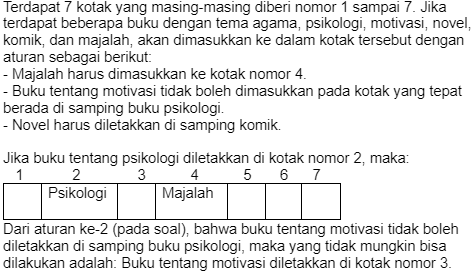 Terdapat 7 kotak yang masing-masing diberi nomor 1 sampai 7. Jika
terdapat beberapa buku dengan tema agama, psikologi, motivasi, novel,
komik, dan majalah, akan dimasukkan ke dalam kotak tersebut dengan
aturan sebagai berikut:
- Majalah harus dimasukkan ke kotak nomor 4.
- Buku tentang motivasi tidak boleh dimasukkan pada kotak yang tepat
berada di samping buku psikologi.
- Novel harus diletakkan di samping komik.
Jika buku tentang psikologi diletakkan di kotak nomor 2, maka:
1 2 3 4 5 6 7
Psikologi Majalah
Dari aturan ke-2 (pada soal), bahwa buku tentang motivasi tidak boleh
diletakkan di samping buku psikologi, maka yang tidak mungkin bisa
dilakukan adalah: Buku tentang motivasi diletakkan di kotak nomor 3.